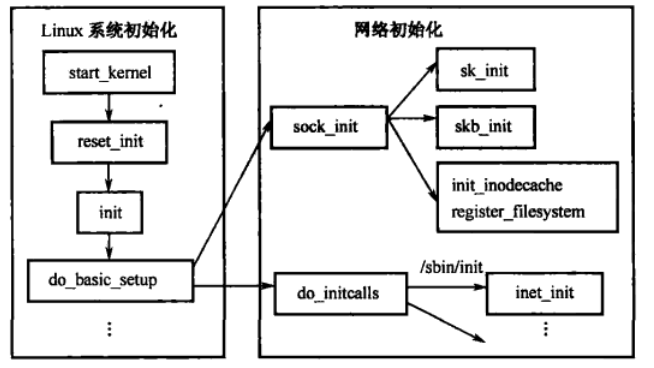 Linux 系统初始化
start_kernel
reset_init
init
do_basic_setup
⋮
网络初始化
sock_init
sk_init
skb_init
init_inodecache
register_filesystem
do_initcalls
/sbin/init
inet_init
⋮